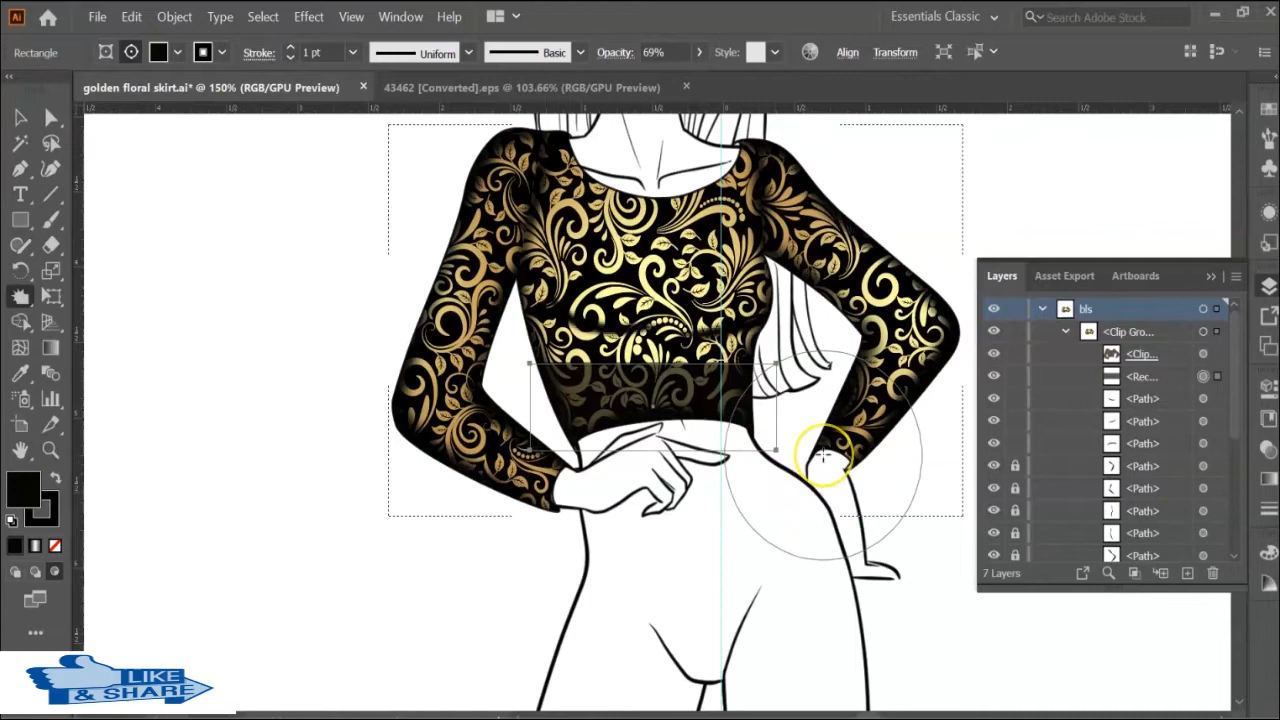 Ai File Edit Object Type Select Effect View Window Help Essentials Classic Search Adobe Stock
Rectangle Stroke: 1 pt Uniform Basic Opacity: 69% Style: Align Transform
golden floral skirt.ai* @ 150% (RGB/GPU Preview) × 43462 [Converted].eps @ 103.66% (RGB/GPU Preview) ×
Layers Asset Export Artboards
bls
<Clip Gro...
<Clip...
<Rec...
<Path>
<Path>
<Path>
<Path>
<Path>
<Path>
<Path>
<Path>
7 Layers
LIKE
& SHARE